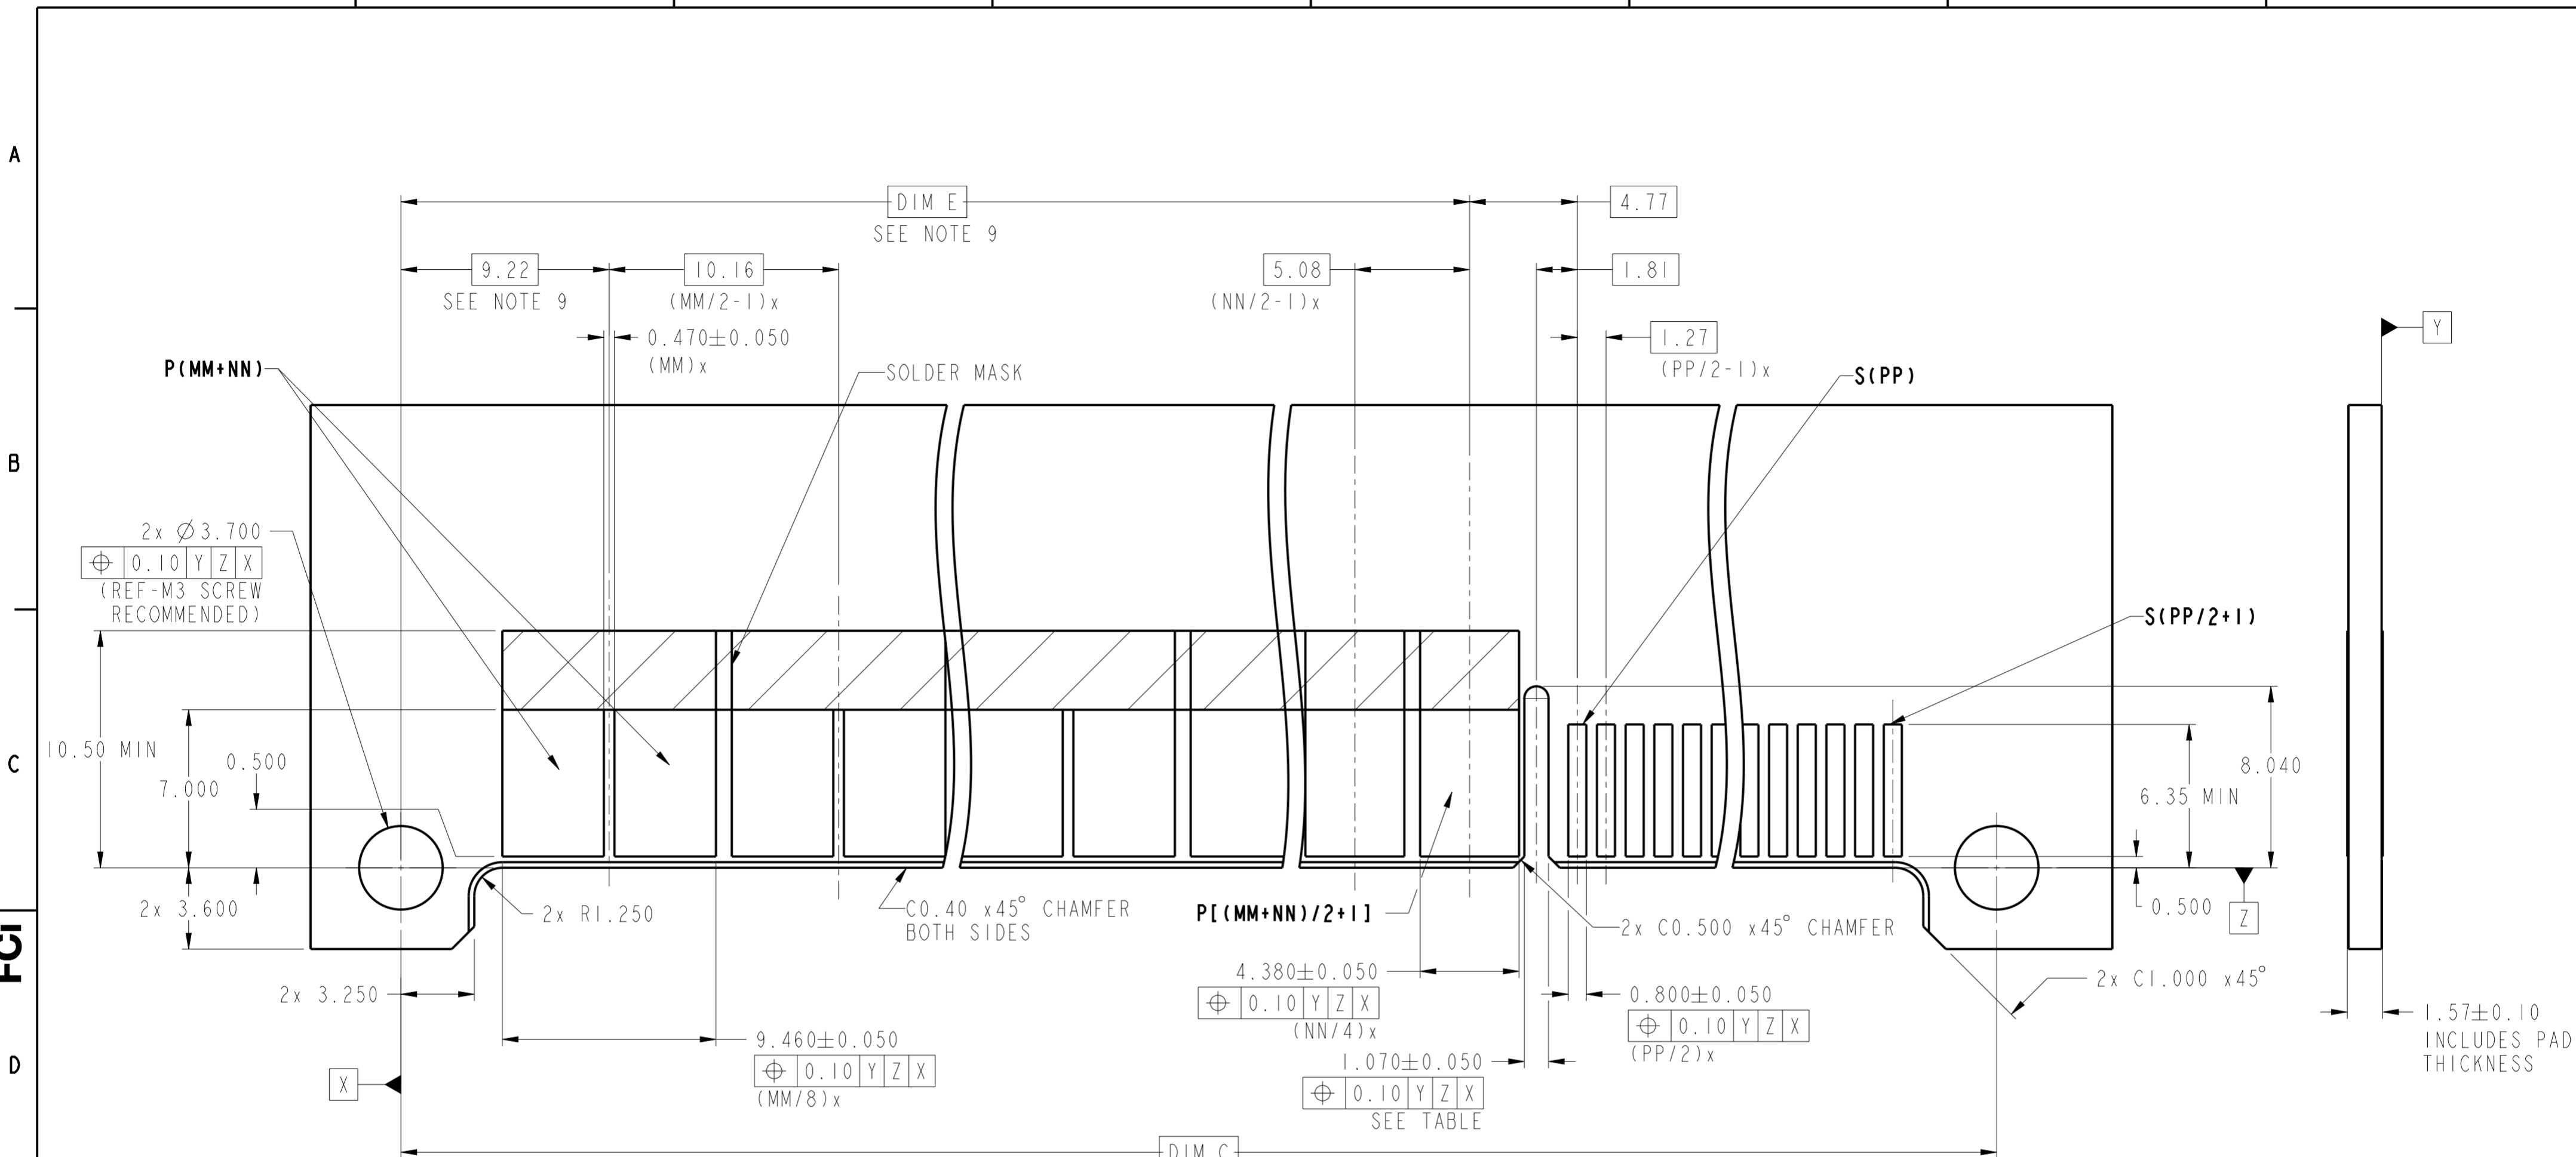 A
DIM E
4.77
SEE NOTE 9
9.22
10.16
5.08
1.81
SEE NOTE 9
(MM/2-1)x
(NN/2-1)x
0.470±0.050
(MM)x
1.27
(PP/2-1)x
Y
P(MM+NN)
SOLDER MASK
S(PP)
B
2x Ø3.700
⌖ 0.10 Y Z X
(REF-M3 SCREW
RECOMMENDED)
S(PP/2+1)
C
10.50 MIN
7.000
0.500
8.040
6.35 MIN
0.500
Z
2x 3.600
2x R1.250
C0.40 x45° CHAMFER
BOTH SIDES
P[(MM+NN)/2+1]
2x C0.500 x45° CHAMFER
FCI
2x 3.250
4.380±0.050
⌖ 0.10 Y Z X
(NN/4)x
0.800±0.050
⌖ 0.10 Y Z X
(PP/2)x
2x C1.000 x45°
1.57±0.10
INCLUDES PAD
THICKNESS
D
X
9.460±0.050
⌖ 0.10 Y Z X
(MM/8)x
1.070±0.050
⌖ 0.10 Y Z X
SEE TABLE
DIM C